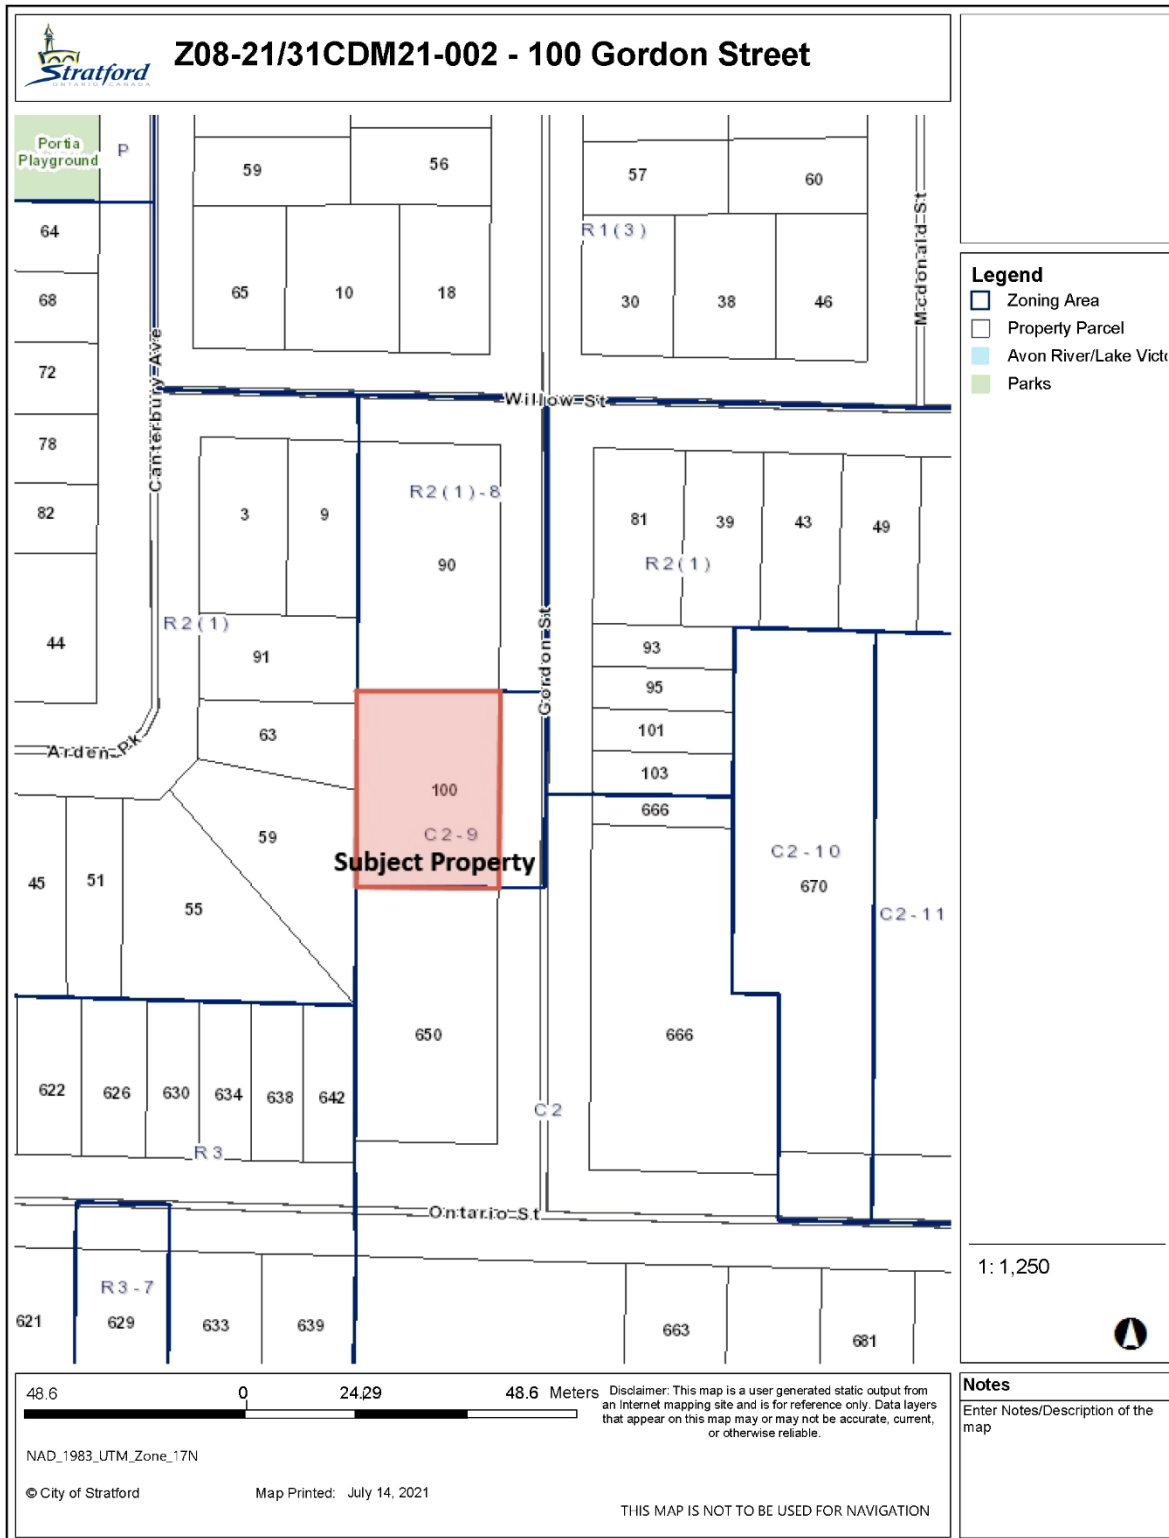 Stratford
ONTARIO CANADA
Z08-21/31CDM21-002 - 100 Gordon Street
Portia
Playground
P
59
56
57
60
64
R1(3)
Mcdonald St
68
65
10
18
30
38
46
72
Canterbury Ave
Willow St
78
82
3
9
R2(1)-8
90
81
39
43
49
R2(1)
44
R2(1)
91
Gordon St
93
95
63
101
Arden Pk
103
100
666
59
C2-9
Subject Property
C2-10
670
45
51
55
C2-11
650
666
622
626
630
634
638
642
C2
R3
Ontario St
R3-7
621
629
633
639
663
681
Legend
Zoning Area
Property Parcel
Avon River/Lake Victo
Parks
1: 1,250
48.6
0
24.29
48.6 Meters
NAD_1983_UTM_Zone_17N
© City of Stratford
Map Printed: July 14, 2021
Disclaimer: This map is a user generated static output from
an Internet mapping site and is for reference only. Data layers
that appear on this map may or may not be accurate, current,
or otherwise reliable.
THIS MAP IS NOT TO BE USED FOR NAVIGATION
Notes
Enter Notes/Description of the
map